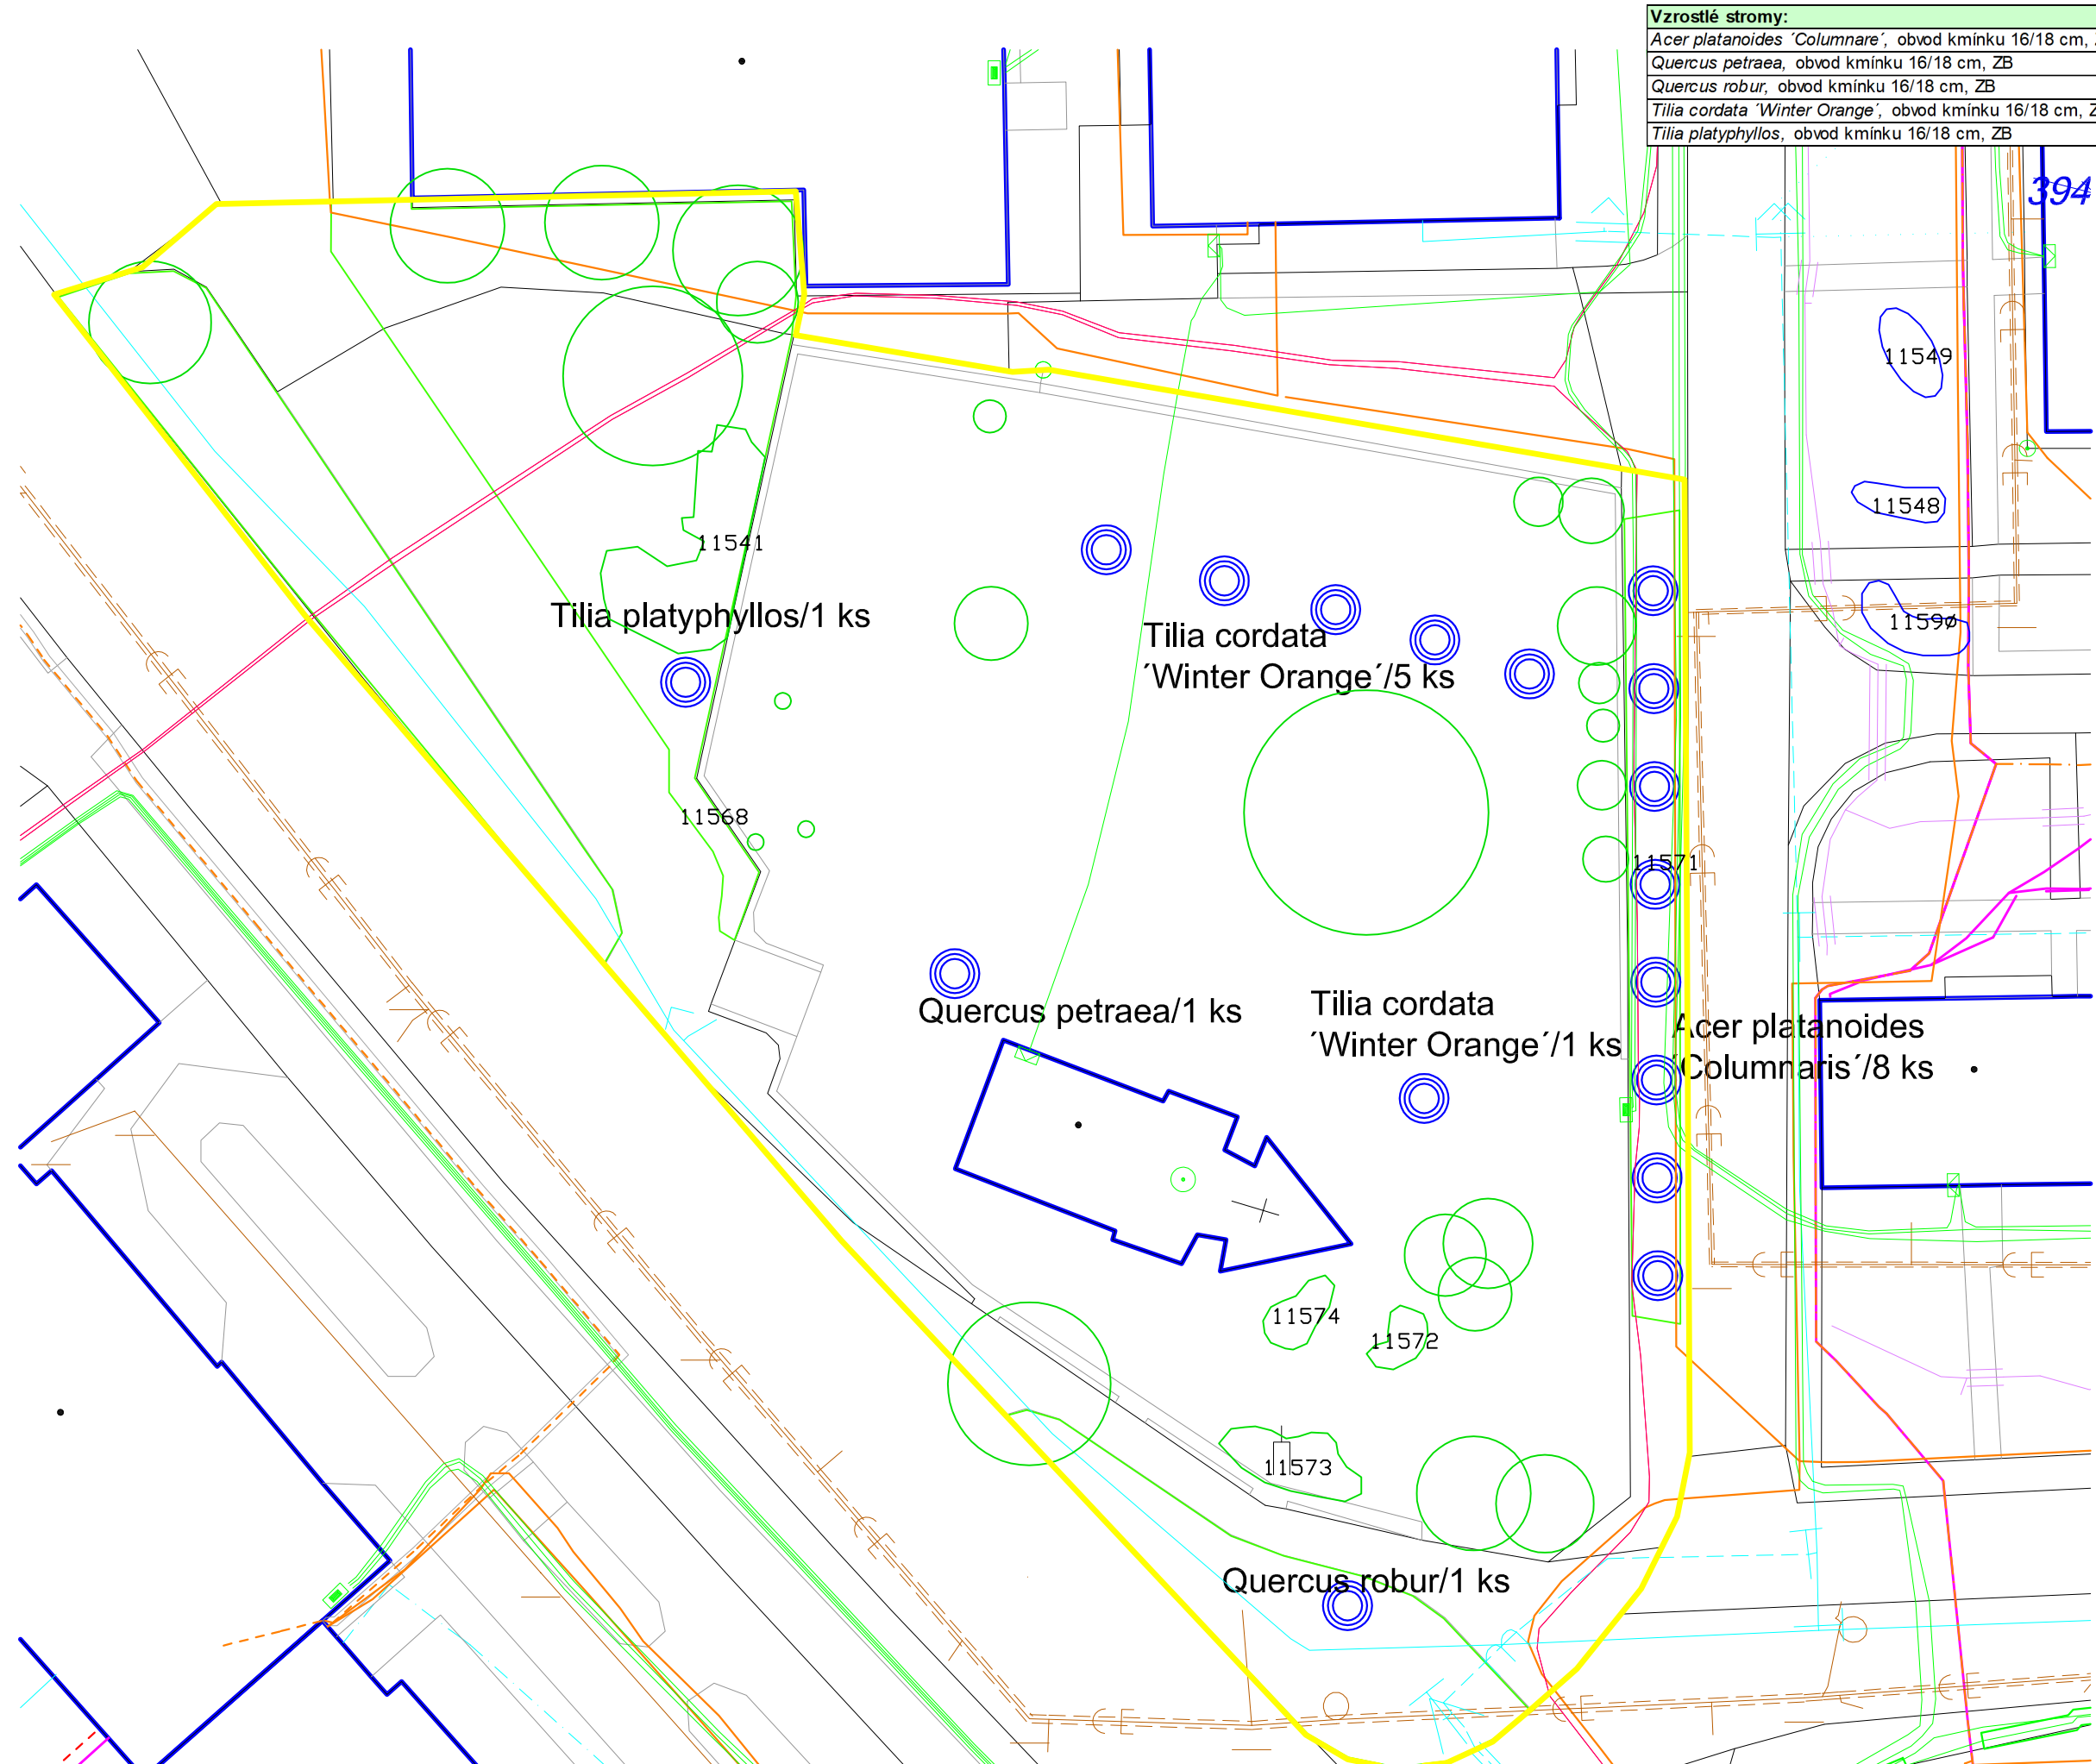 Vzrostlé stromy:
Acer platanoides ´Columnare´, obvod kmínku 16/18 cm,
Quercus petraea, obvod kmínku 16/18 cm, ZB
Quercus robur, obvod kmínku 16/18 cm, ZB
Tilia cordata ´Winter Orange´, obvod kmínku 16/18 cm, Z
Tilia platyphyllos, obvod kmínku 16/18 cm, ZB
394
11549
11548
11541
Tilia platyphyllos/1 ks
Tilia cordata
´Winter Orange´/5 ks
1159Ø
11568
11571
Quercus petraea/1 ks
Tilia cordata
´Winter Orange´/1 ks
Acer platanoides
´Columnaris´/8 ks
11574
11572
11573
Quercus robur/1 ks